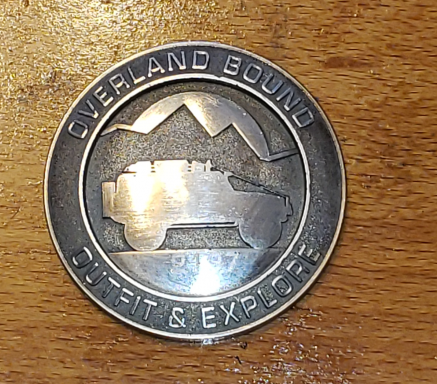 OVERLAND BOUND
OUTFIT & EXPLORE